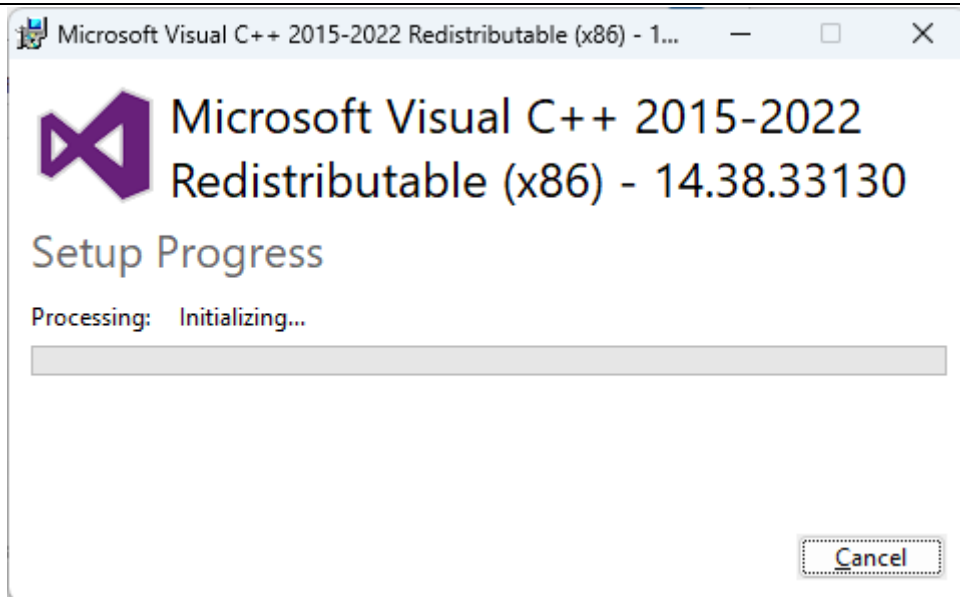 Microsoft Visual C++ 2015-2022 Redistributable (x86) - 1...
Microsoft Visual C++ 2015-2022
Redistributable (x86) - 14.38.33130
Setup Progress
Processing: Initializing...
Cancel